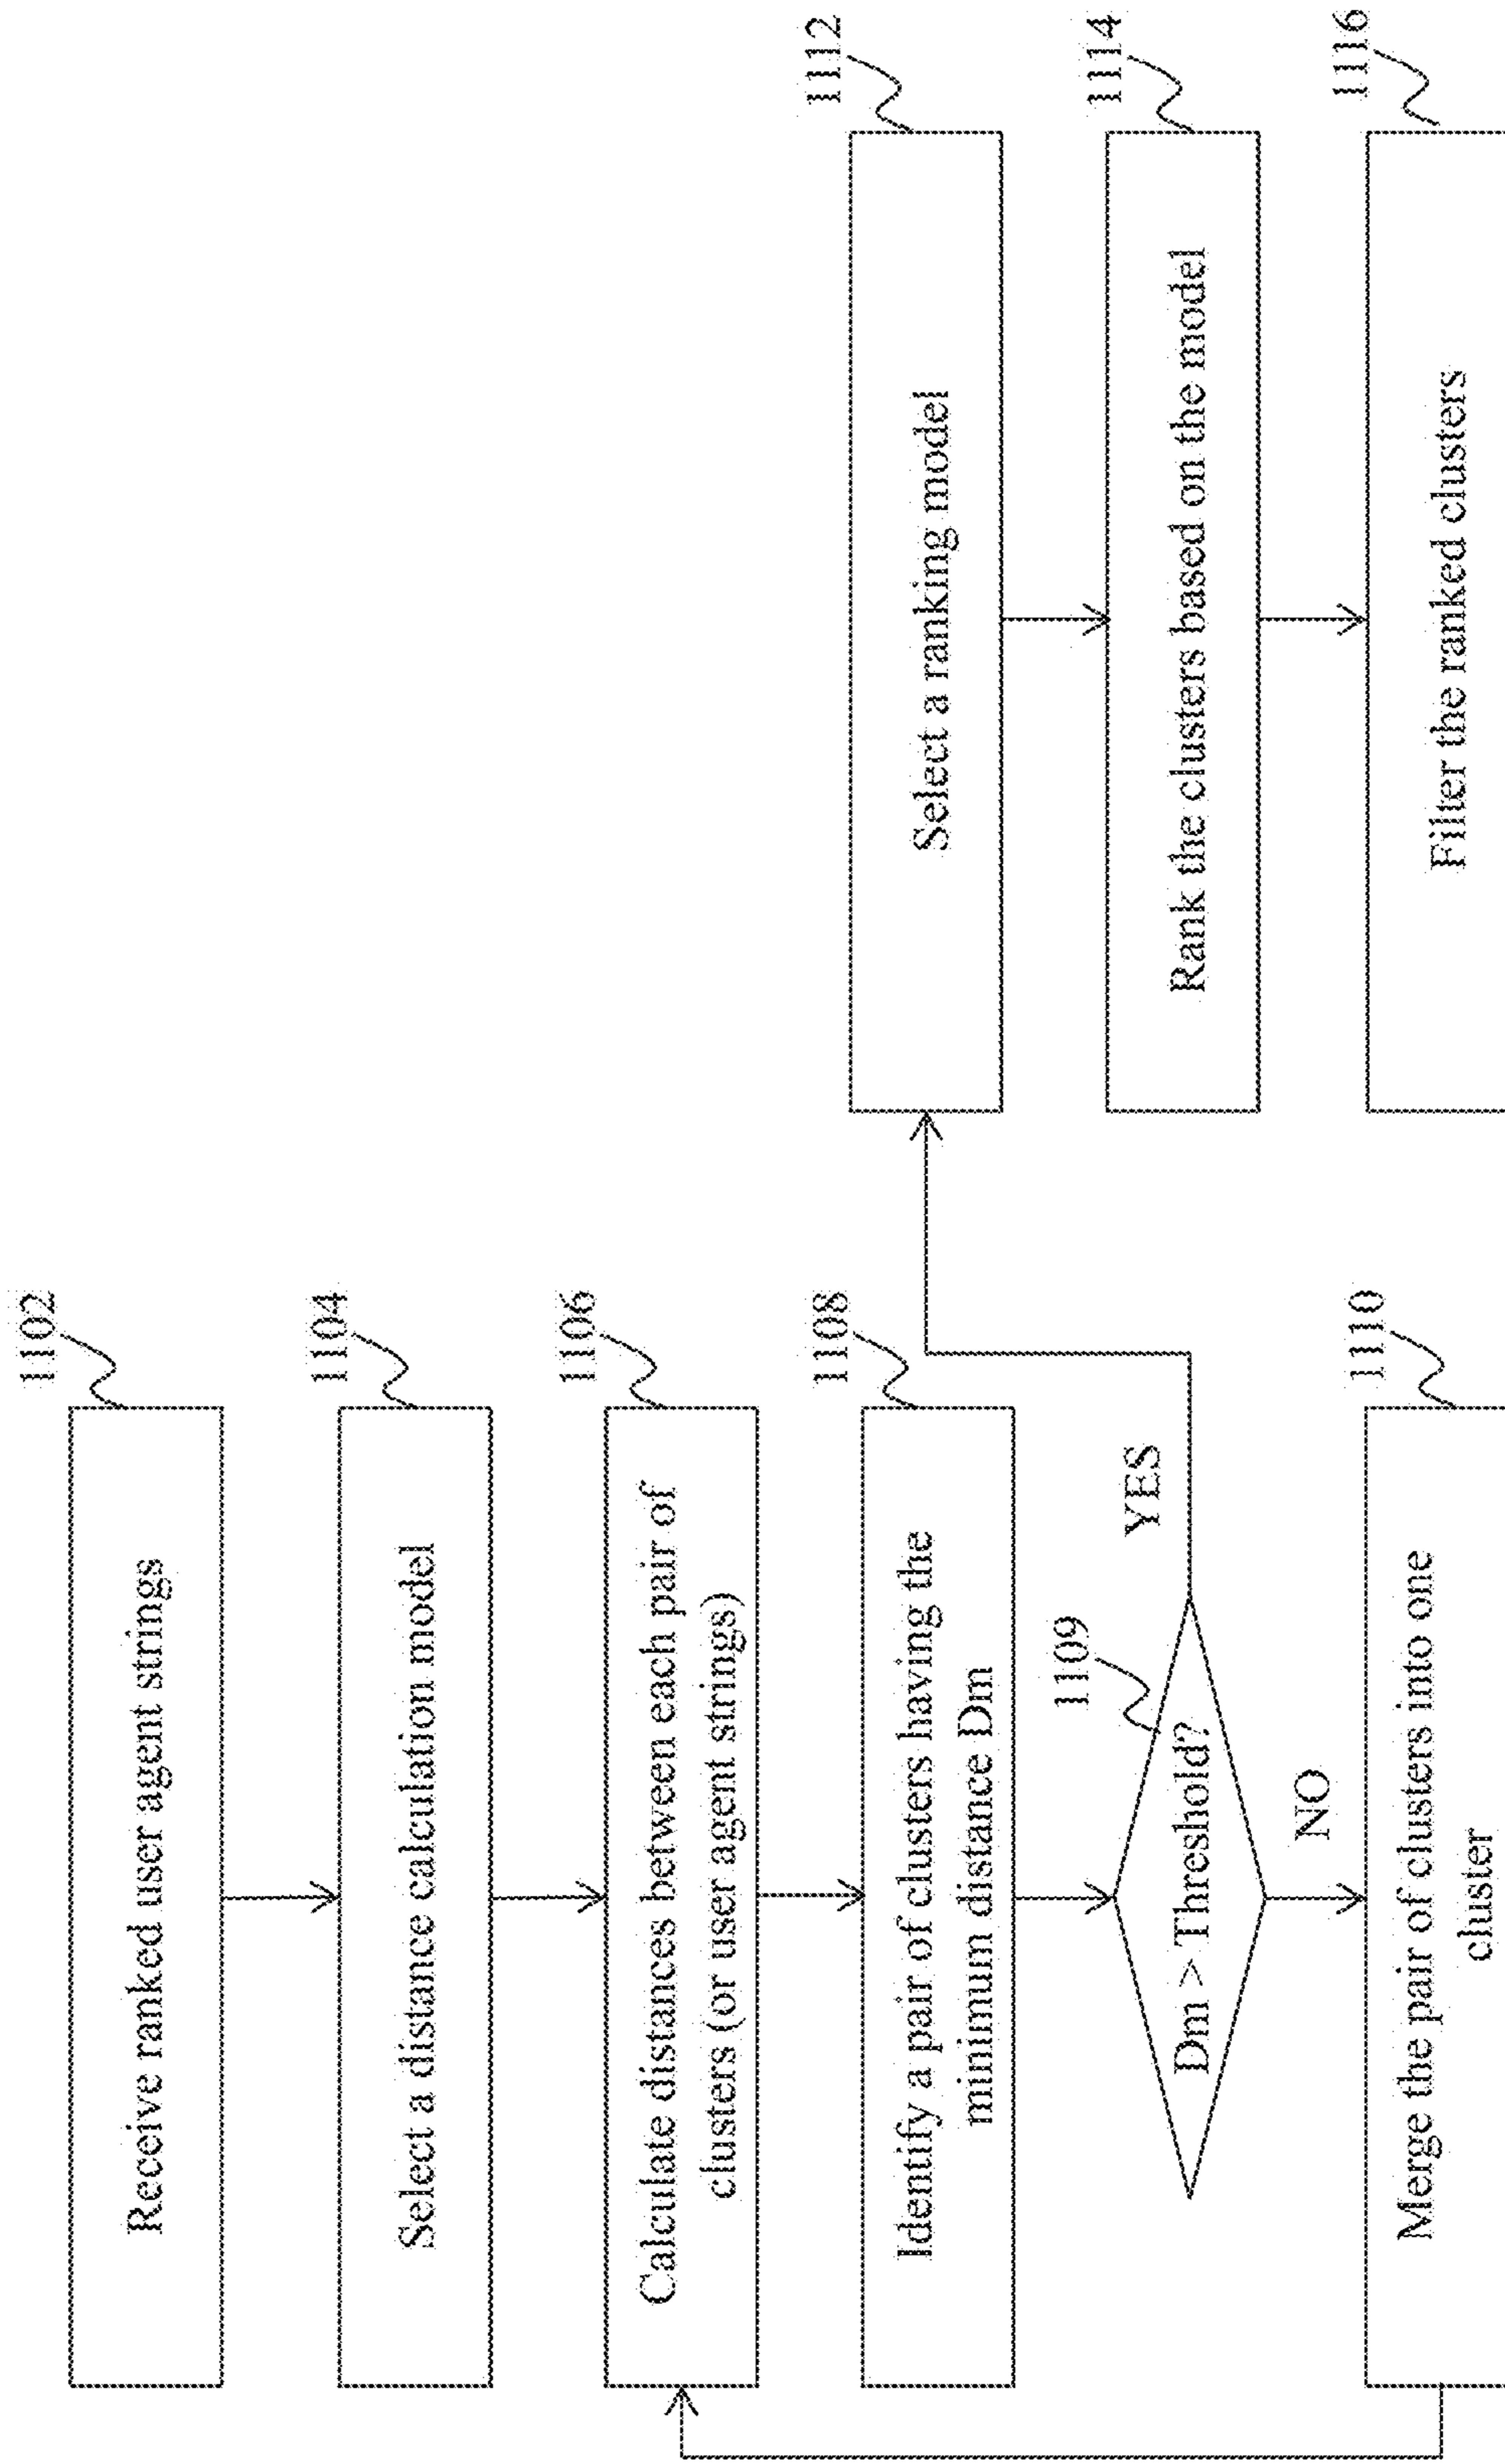 1102
Receive ranked user agent strings
1104
Select a distance calculation model
1106
Calculate distances between each pair of
clusters (or user agent strings)
1108
Identify a pair of clusters having the
minimum distance Dm
1109
Dm > Threshold?
YES
NO
1110
Merge the pair of clusters into one
cluster
1112
Select a ranking model
1114
Rank the clusters based on the model
1116
Filter the ranked clusters